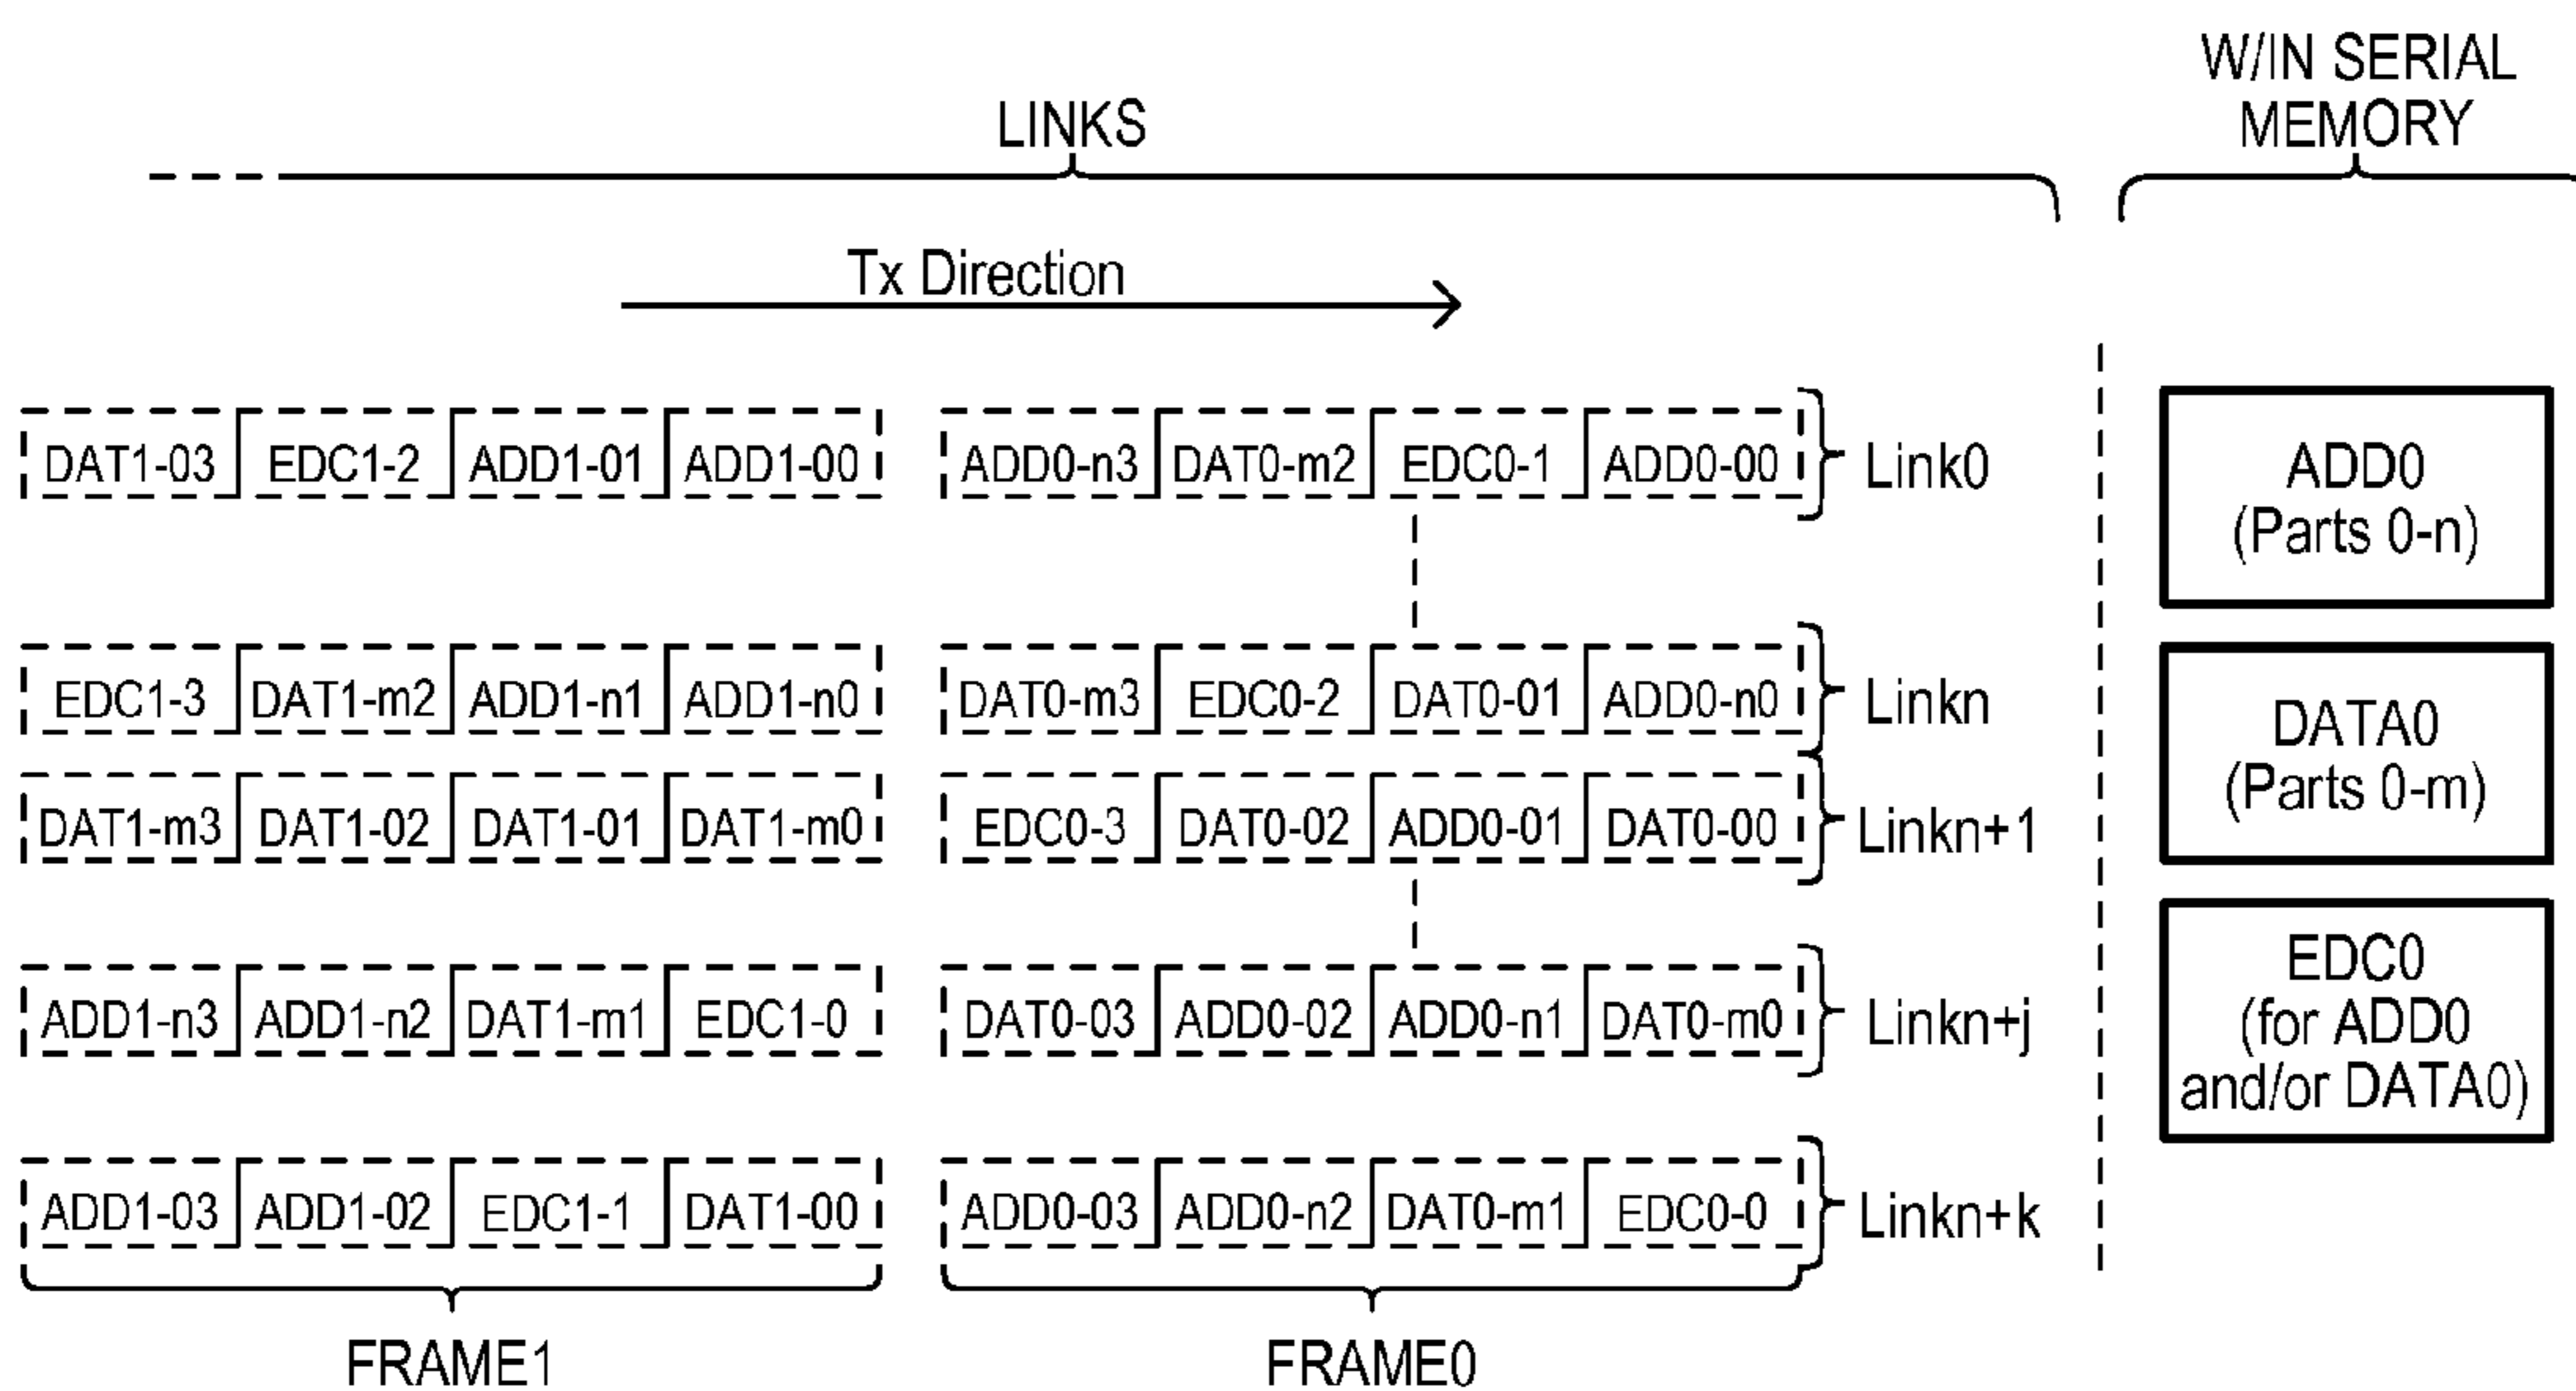 LINKS
W/IN SERIAL
MEMORY
Tx Direction
DAT1-03 EDC1-2 ADD1-01 ADD1-00 ADD0-n3 DAT0-m2 EDC0-1 ADD0-00 Link0
EDC1-3 DAT1-m2 ADD1-n1 ADD1-n0 DAT0-m3 EDC0-2 DAT0-01 ADD0-n0 Linkn
DAT1-m3 DAT1-02 DAT1-01 DAT1-m0 EDC0-3 DAT0-02 ADD0-01 DAT0-00 Linkn+1
ADD1-n3 ADD1-n2 DAT1-m1 EDC1-0 DAT0-03 ADD0-02 ADD0-n1 DAT0-m0 Linkn+j
ADD1-03 ADD1-02 EDC1-1 DAT1-00 ADD0-03 ADD0-n2 DAT0-m1 EDC0-0 Linkn+k
FRAME1 FRAME0
ADD0
(Parts 0-n)
DATA0
(Parts 0-m)
EDC0
(for ADD0
and/or DATA0)